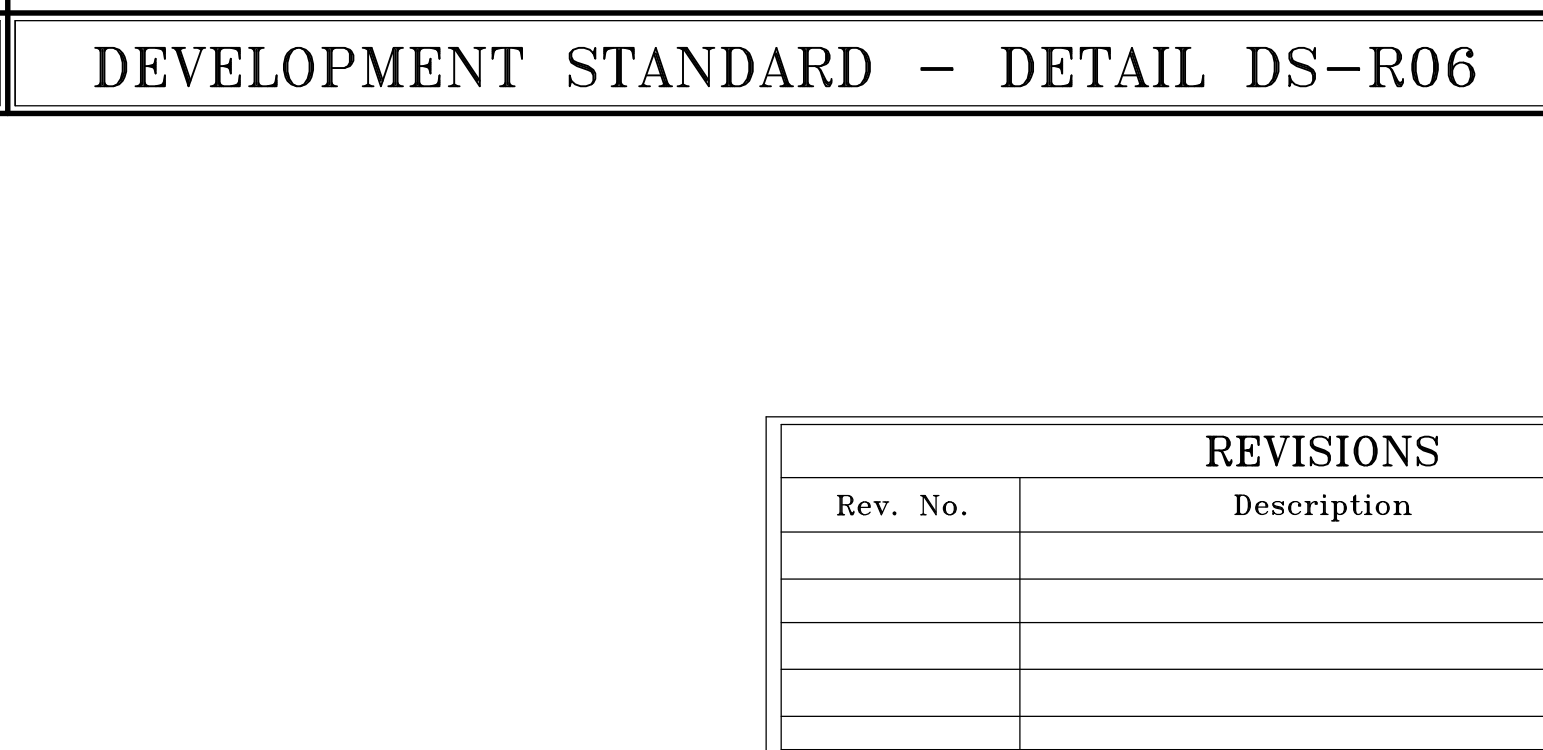 DEVELOPMENT STANDARD - DETAIL DS-R06
REVISIONS
Rev. No. Description